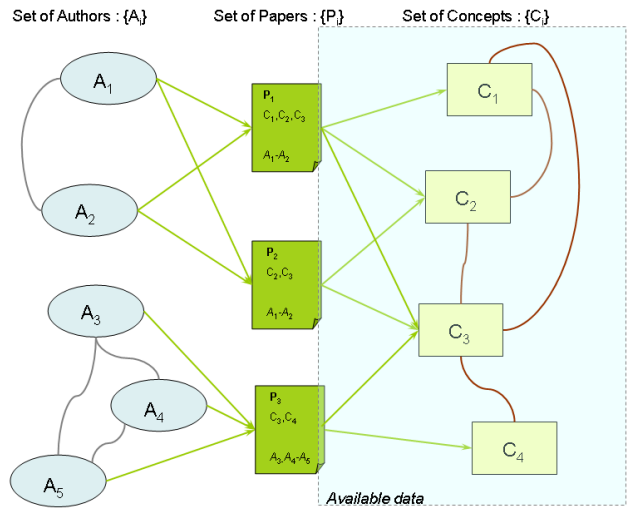 Set of Authors : {Ai}
Set of Papers : {Pi}
Set of Concepts : {Ci}
A1
A2
A3
A4
A5
P1
C1,C2,C3
A1-A2
P2
C2,C3
A1-A2
P3
C3,C4
A3,A4-A5
C1
C2
C3
C4
Available data